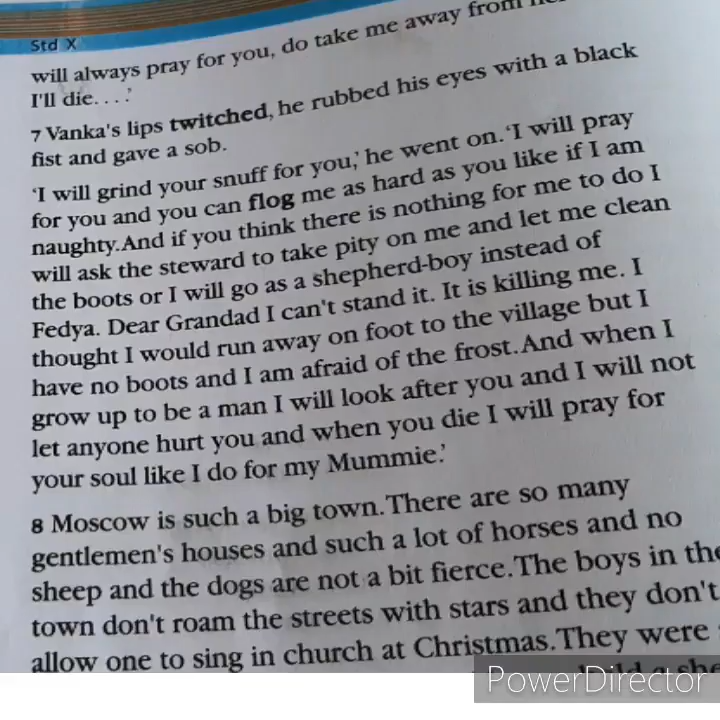 Std X
will always pray for you, do take me away from
I'll die. . . .'
7 Vanka's lips twitched, he rubbed his eyes with a black
fist and gave a sob.
'I will grind your snuff for you,' he went on. 'I will pray
for you and you can flog me as hard as you like if I am
naughty. And if you think there is nothing for me to do I
will ask the steward to take pity on me and let me clean
the boots or I will go as a shepherd-boy instead of
Fedya. Dear Grandad I can't stand it. It is killing me. I
thought I would run away on foot to the village but I
have no boots and I am afraid of the frost. And when I
grow up to be a man I will look after you and I will not
let anyone hurt you and when you die I will pray for
your soul like I do for my Mummie.'
8 Moscow is such a big town. There are so many
gentlemen's houses and such a lot of horses and no
sheep and the dogs are not a bit fierce. The boys in the
town don't roam the streets with stars and they don't
allow one to sing in church at Christmas. They were
PowerDirector